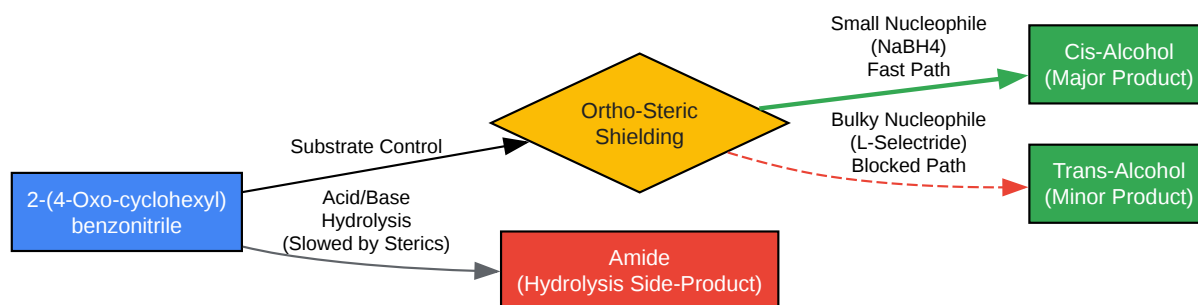 2-(4-Oxo-cyclohexyl)
benzonitrile
Substrate Control
Acid/Base
Hydrolysis
(Slowed by Sterics)
Ortho-Steric
Shielding
Amide
(Hydrolysis Side-Product)
Small Nucleophile
(NaBH4)
Fast Path
Bulky Nucleophile
(L-Selectride)
Blocked Path
Cis-Alcohol
(Major Product)
Trans-Alcohol
(Minor Product)